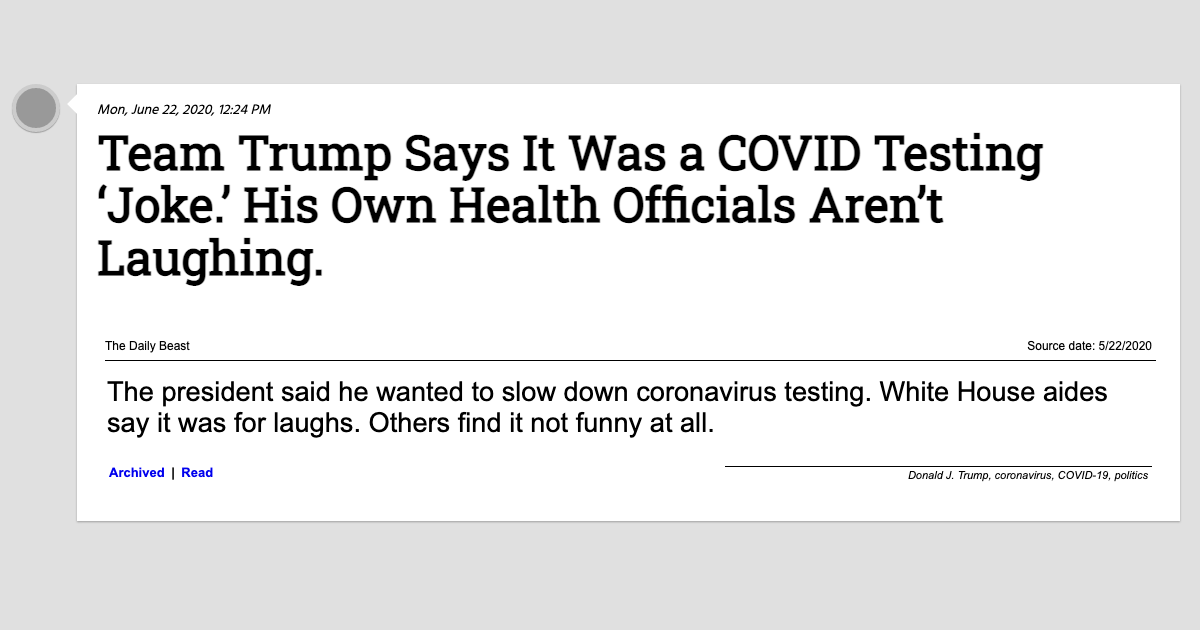 Mon, June 22, 2020, 12:24 PM
Team Trump Says It Was a COVID Testing
‘Joke.’ His Own Health Officials Aren’t
Laughing.
The Daily Beast
Source date: 5/22/2020
The president said he wanted to slow down coronavirus testing. White House aides
say it was for laughs. Others find it not funny at all.
Archived | Read
Donald J. Trump, coronavirus, COVID-19, politics